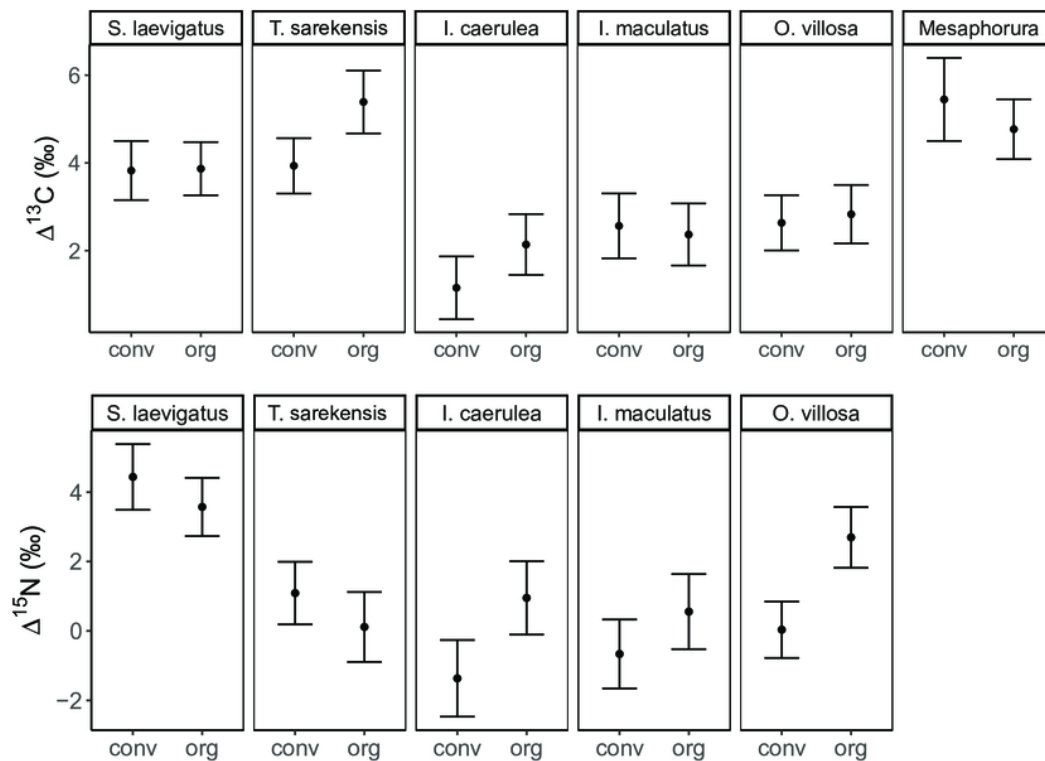 S. laevigatus T. sarekensis I. caerulea I. maculatus O. villosa Mesaphorura
6
4
2
Δ¹³C (‰)
conv org conv org conv org conv org conv org conv org
S. laevigatus T. sarekensis I. caerulea I. maculatus O. villosa
4
2
0
−2
Δ¹⁵N (‰)
conv org conv org conv org conv org conv org